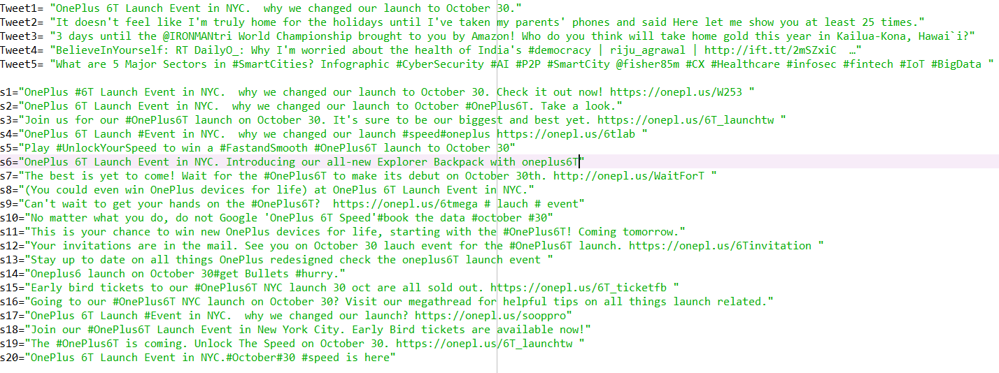 Tweet1= "OnePlus 6T Launch Event in NYC.  why we changed our launch to October 30."
Tweet2= "It doesn't feel like I'm truly home for the holidays until I've taken my parents' phones and said Here let me show you at least 25 times."
Tweet3= "3 days until the @IRONMANtri World Championship brought to you by Amazon! Who do you think will take home gold this year in Kailua-Kona, Hawai`i?"
Tweet4= "BelieveInYourself: RT DailyO_: Why I'm worried about the health of India's #democracy | riju_agrawal | http://ift.tt/2mSZxiC  …"
Tweet5= "What are 5 Major Sectors in #SmartCities? Infographic #CyberSecurity #AI #P2P #SmartCity @fisher85m #CX #Healthcare #infosec #fintech #IoT #BigData "
s1="OnePlus #6T Launch Event in NYC.  why we changed our launch to October 30. Check it out now! https://onepl.us/W253 "
s2="OnePlus 6T Launch Event in NYC.  why we changed our launch to October #OnePlus6T. Take a look."
s3="Join us for our #OnePlus6T launch on October 30. It's sure to be our biggest and best yet. https://onepl.us/6T_launchtw "
s4="OnePlus 6T Launch #Event in NYC.  why we changed our launch #speed#oneplus https://onepl.us/6tlab "
s5="Play #UnlockYourSpeed to win a #FastandSmooth #OnePlus6T launch to October 30"
s6="OnePlus 6T Launch Event in NYC. Introducing our all-new Explorer Backpack with oneplus6T"
s7="The best is yet to come! Wait for the #OnePlus6T to make its debut on October 30th. http://onepl.us/WaitForT "
s8="(You could even win OnePlus devices for life) at OnePlus 6T Launch Event in NYC."
s9="Can't wait to get your hands on the #OnePlus6T?  https://onepl.us/6tmega # lauch # event"
s10="No matter what you do, do not Google 'OnePlus 6T Speed'#book the data #october #30"
s11="This is your chance to win new OnePlus devices for life, starting with the #OnePlus6T! Coming tomorrow."
s12="Your invitations are in the mail. See you on October 30 lauch event for the #OnePlus6T launch. https://onepl.us/6Tinvitation "
s13="Stay up to date on all things OnePlus redesigned check the oneplus6T launch event "
s14="Oneplus6 launch on October 30#get Bullets #hurry."
s15="Early bird tickets to our #OnePlus6T NYC launch 30 oct are all sold out. https://onepl.us/6T_ticketfb "
s16="Going to our #OnePlus6T NYC launch on October 30? Visit our megathread for helpful tips on all things launch related."
s17="OnePlus 6T Launch #Event in NYC.  why we changed our launch? https://onepl.us/sooppro"
s18="Join our #OnePlus6T Launch Event in New York City. Early Bird tickets are available now!"
s19="The #OnePlus6T is coming. Unlock The Speed on October 30. https://onepl.us/6T_launchtw "
s20="OnePlus 6T Launch Event in NYC.#October#30 #speed is here"